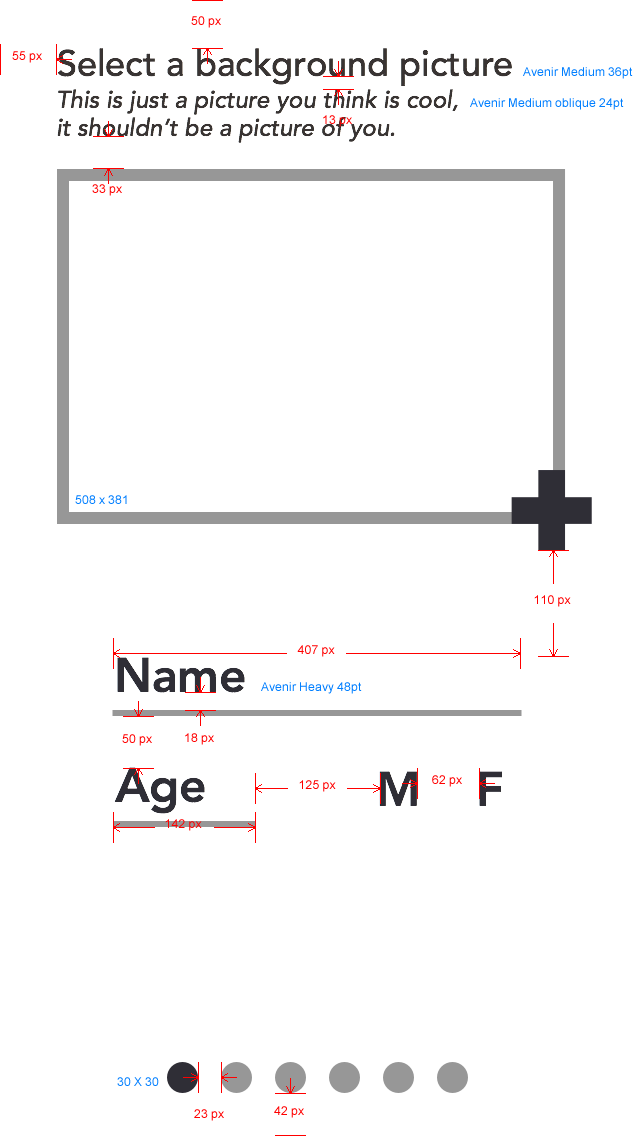 50 px
55 px
Select a background picture Avenir Medium 36pt
This is just a picture you think is cool, Avenir Medium oblique 24pt
13 px
it shouldn't be a picture of you.
33 px
508 x 381
110 px
407 px
Name Avenir Heavy 48pt
50 px 18 px
Age 125 px M 62 px F
142 px
30 X 30
23 px 42 px